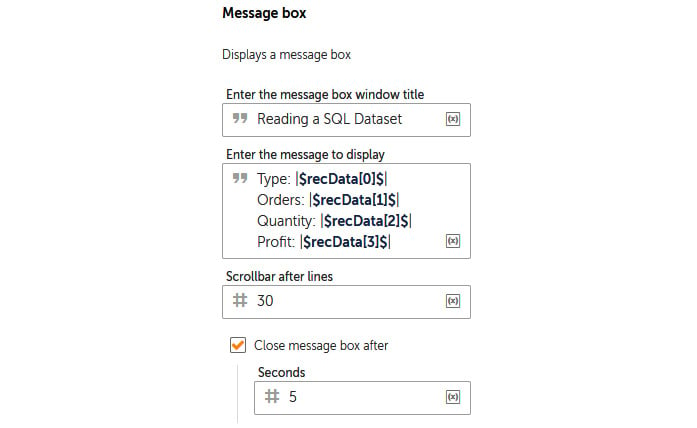 Message box
Displays a message box
Enter the message box window title
Reading a SQL Dataset
(x)
Enter the message to display
Type: |$recData[0]$|
Orders: |$recData[1]$|
Quantity: |$recData[2]$|
Profit: |$recData[3]$|
(x)
Scrollbar after lines
# 30
(x)
Close message box after
Seconds
# 5
(x)